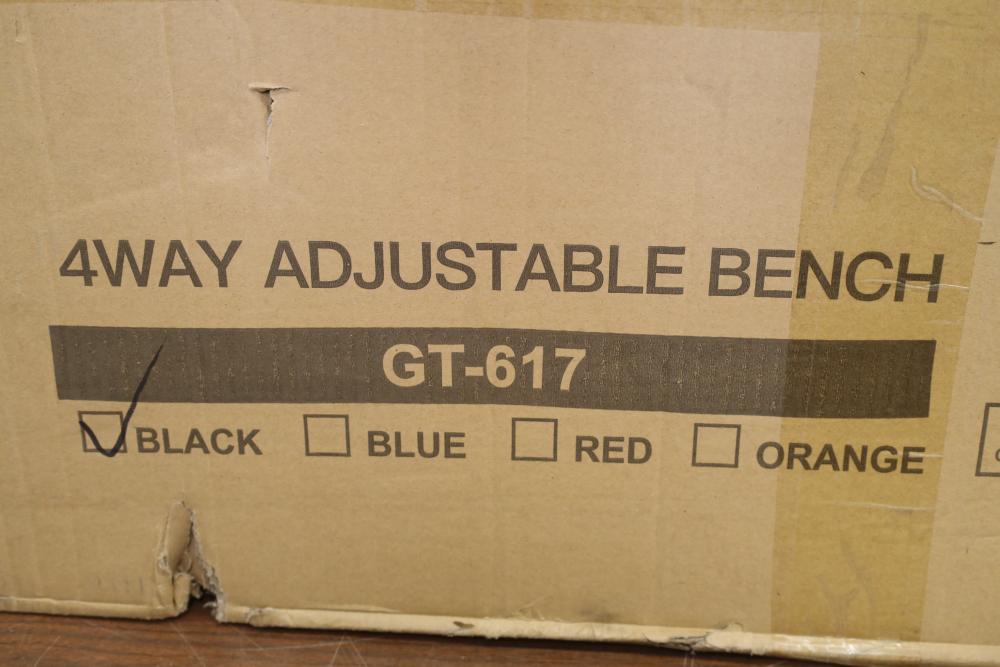 4WAY ADJUSTABLE BENCH
GT-617
BLACK BLUE RED ORANGE